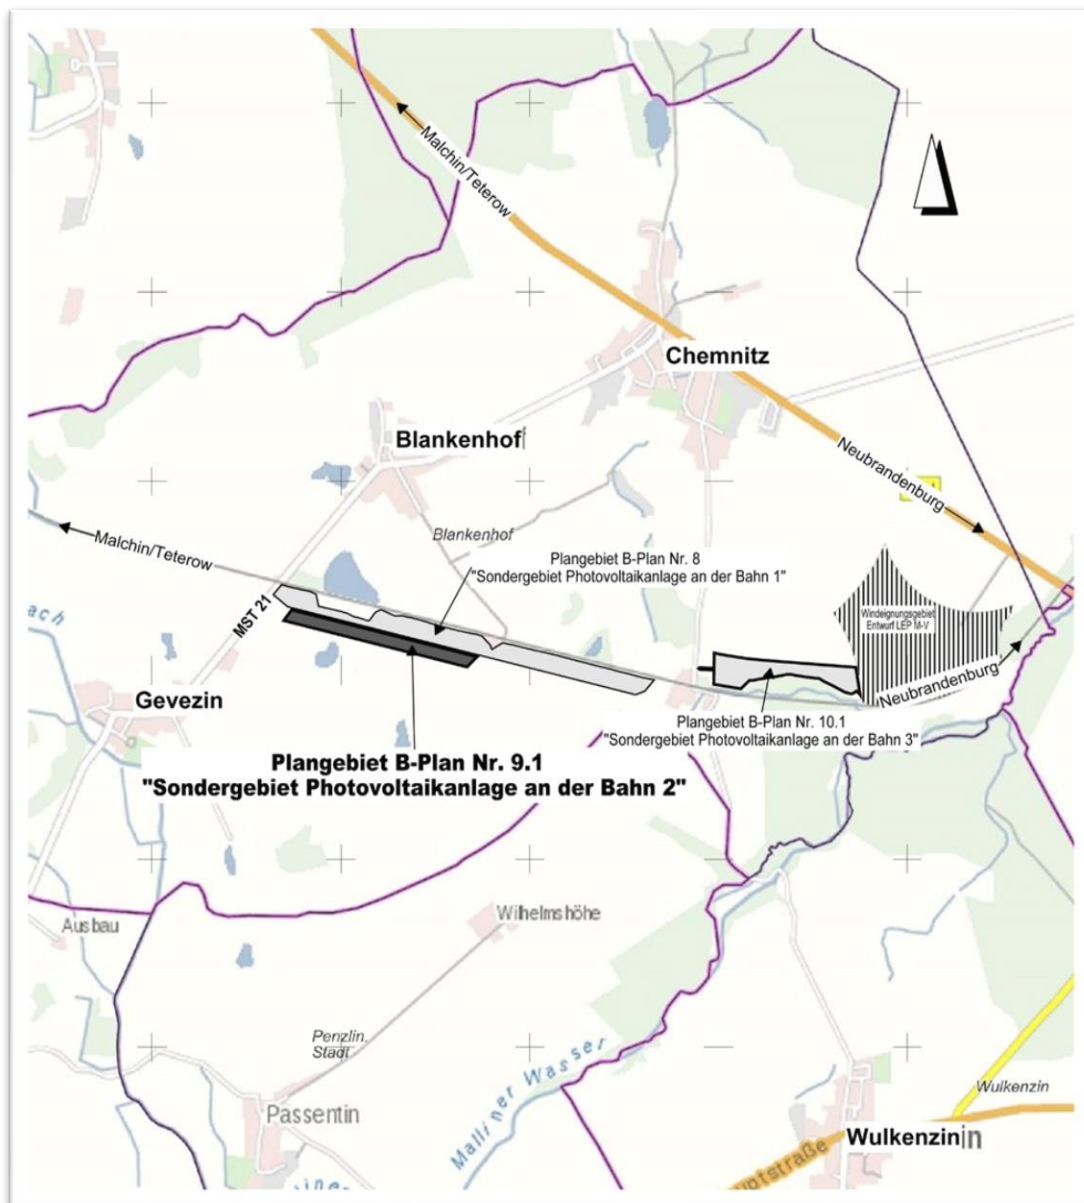 Malchin/Teterow
Chemnitz
Blankenhof
Neubrandenburg
Malchin/Teterow
Blankenhof
Plangebiet B-Plan Nr. 8
"Sondergebiet Photovoltaikanlage an der Bahn 1"
MST 21
Windeignungsgebiet
Entwurf LEP M-V
ach
Gevezin
Neubrandenburg
Plangebiet B-Plan Nr. 10.1
"Sondergebiet Photovoltaikanlage an der Bahn 3"
Plangebiet B-Plan Nr. 9.1
"Sondergebiet Photovoltaikanlage an der Bahn 2"
Ausbau
Wilhelmshöhe
Penzlin,
Stadt
Malliner Wasser
Wulkenzin
Passentin
Wulkenzin
uptstraße